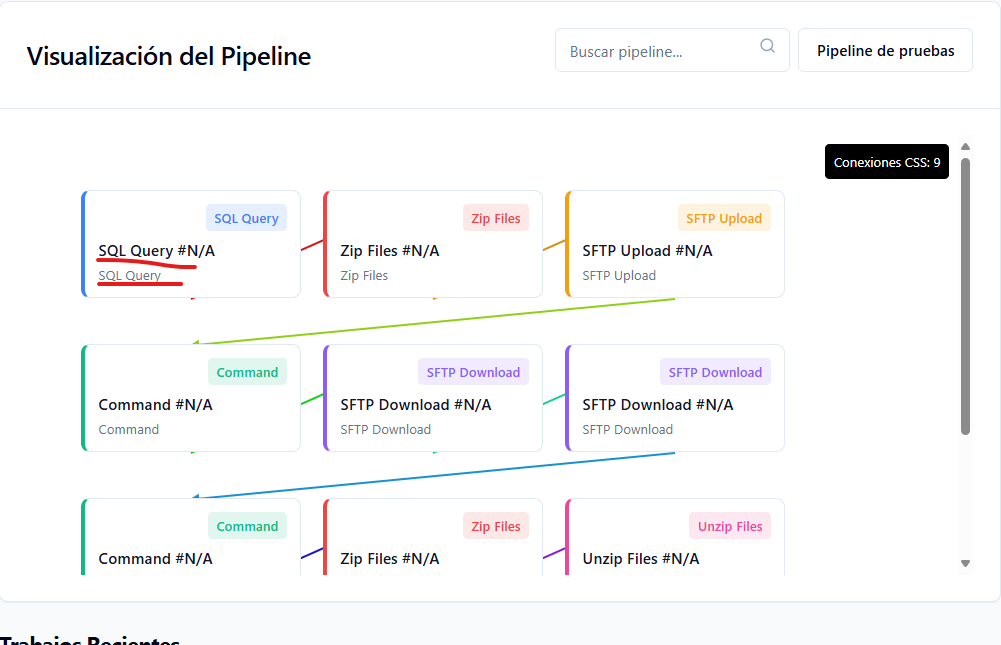 Visualización del Pipeline
Buscar pipeline...
Pipeline de pruebas
Conexiones CSS: 9
SQL Query
SQL Query #N/A
SQL Query
Zip Files
Zip Files #N/A
Zip Files
SFTP Upload
SFTP Upload #N/A
SFTP Upload
Command
Command #N/A
Command
SFTP Download
SFTP Download #N/A
SFTP Download
SFTP Download
SFTP Download #N/A
SFTP Download
Command
Command #N/A
Zip Files
Zip Files #N/A
Unzip Files
Unzip Files #N/A
Trabajos Recientes